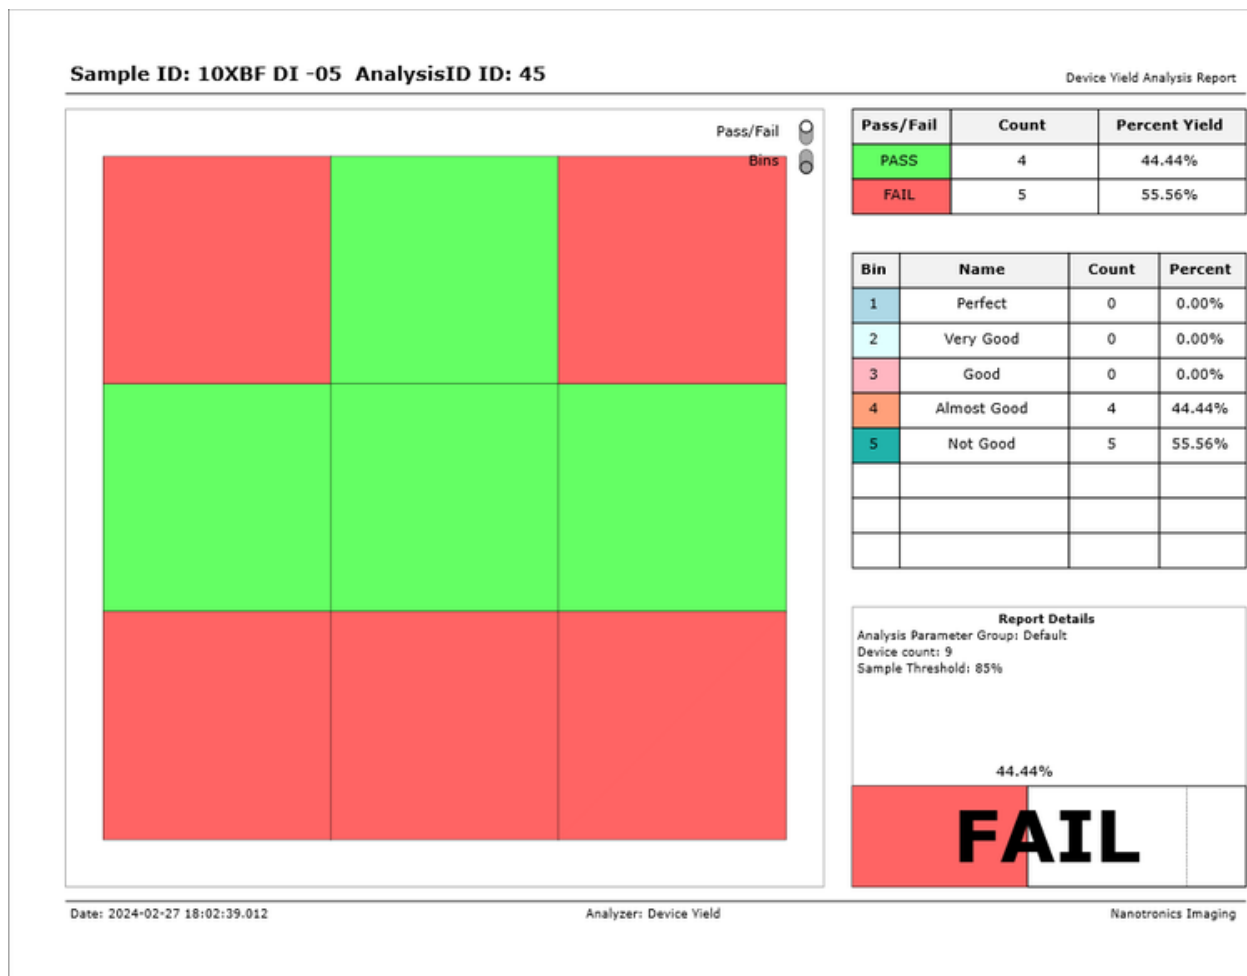 Sample ID: 10XBF DI -05 AnalysisID ID: 45
Device Yield Analysis Report
Pass/Fail
Bins
Pass/Fail Count Percent Yield
PASS 4 44.44%
FAIL 5 55.56%
Bin Name Count Percent
1 Perfect 0 0.00%
2 Very Good 0 0.00%
3 Good 0 0.00%
4 Almost Good 4 44.44%
5 Not Good 5 55.56%
Report Details
Analysis Parameter Group: Default
Device count: 9
Sample Threshold: 85%
44.44%
FAIL
Date: 2024-02-27 18:02:39.012
Analyzer: Device Yield
Nanotronics Imaging